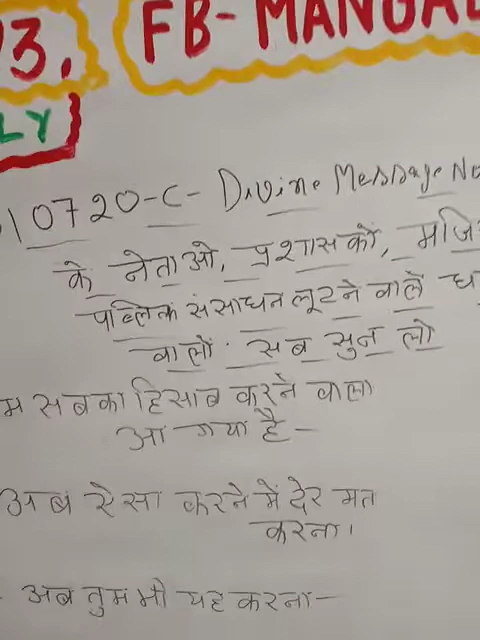 3. FB- MANGAL
LY
10720-C- Divine Message No
के नेताओ, प्रशासकों,
पब्लिक संसाधन लूटने वाले
वालों सब सुन लो
म सबका हिसाब करने वाला
आ गया है -
अब ऐसा करने में देर मत
करना।
- अब तुम भी यह करना -